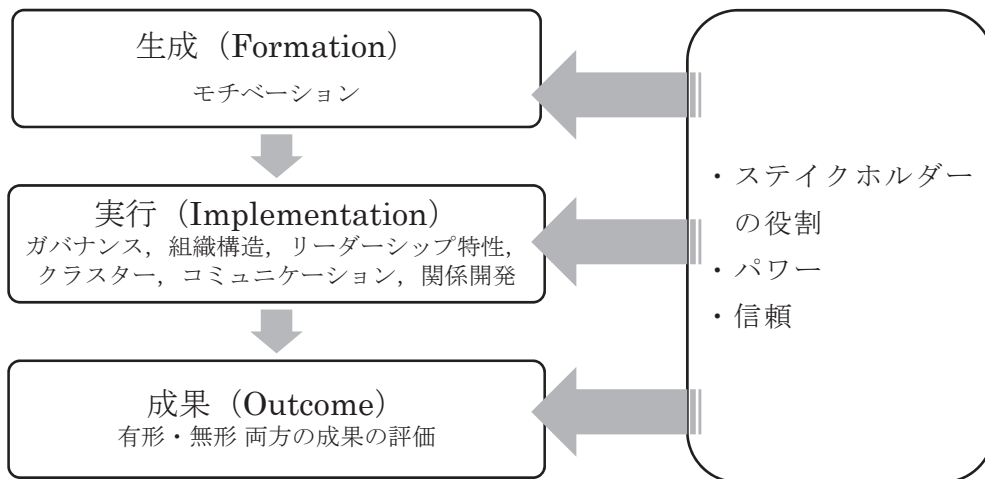 生成（Formation）
モチベーション
実行（Implementation）
ガバナンス，組織構造，リーダーシップ特性，
クラスター，コミュニケーション，関係開発
成果（Outcome）
有形・無形 両方の成果の評価
・ステイクホルダー
の役割
・パワー
・信頼